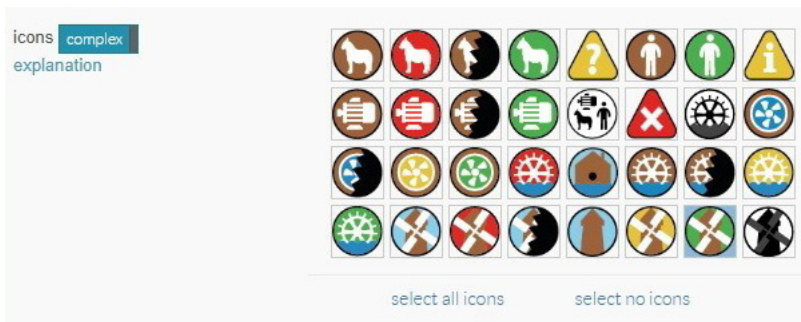 icons complex
explanation
?
i
select all icons select no icons